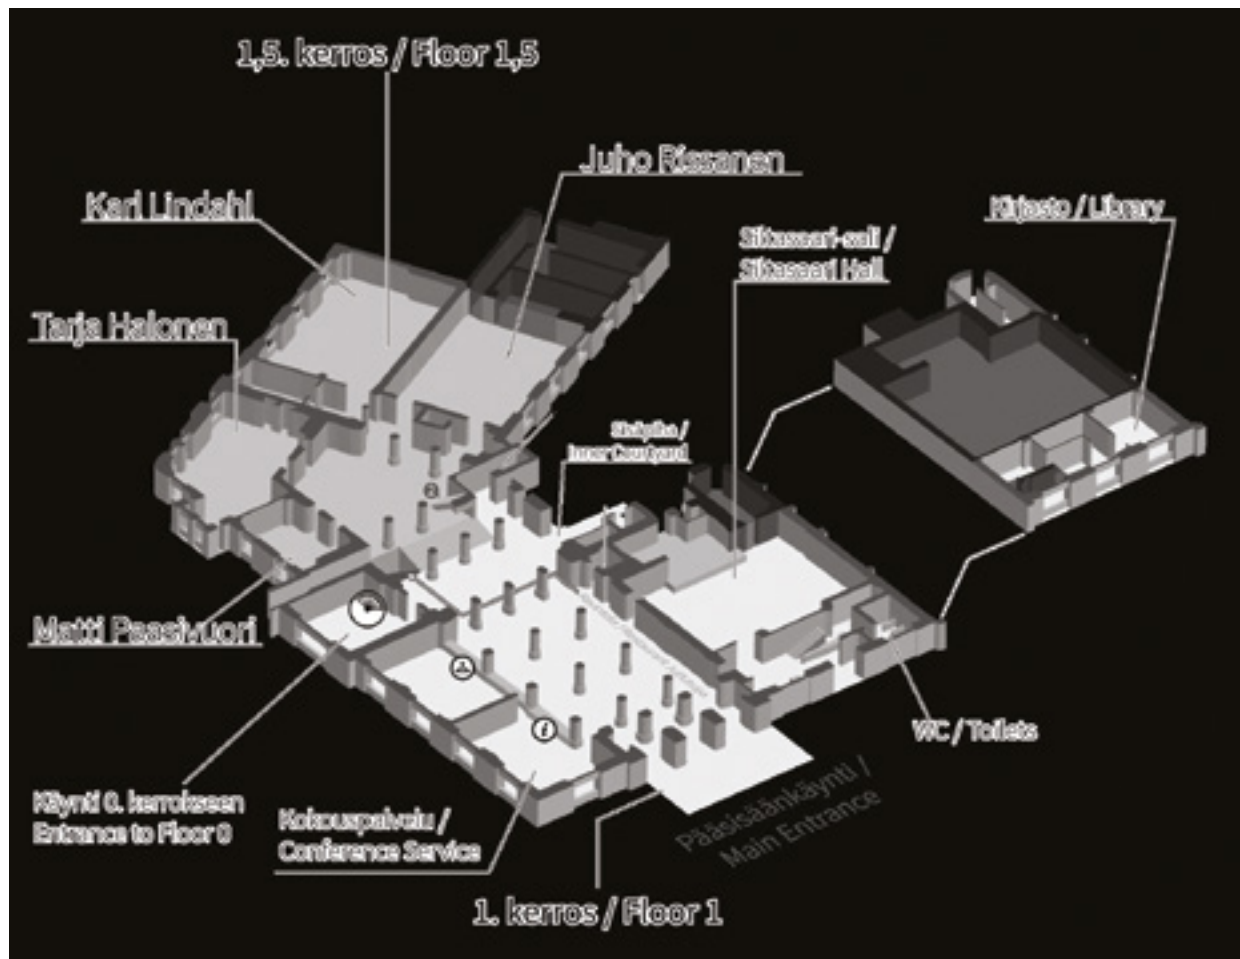 1,5. kerros / Floor 1,5
Juho Rissanen
Kari Lindahl
Kirjasto / Library
Siltasaari-sali /
Siltasaari Hall
Tarja Halonen
Sisäpiha /
Inner Courtyard
Matti Paasivuori
WC / Toilets
Käynti 0. kerrokseen
Entrance to Floor 0
Kokouspalvelu /
Conference Service
i
Pääsisäänkäynti /
Main Entrance
1. kerros / Floor 1